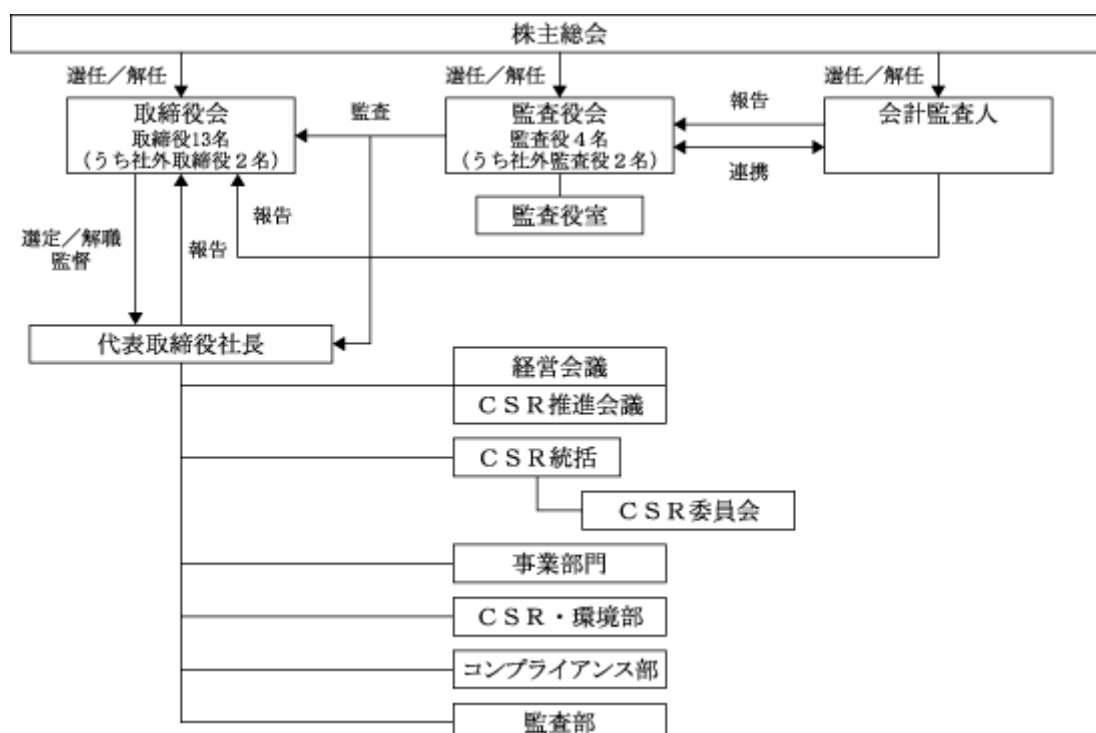 株主総会
選任／解任
選任／解任
選任／解任
取締役会
取締役13名
（うち社外取締役２名）
監査
監査役会
監査役４名
（うち社外監査役２名）
報告
連携
会計監査人
監査役室
選定／解職
監督
報告
報告
代表取締役社長
経営会議
ＣＳＲ推進会議
ＣＳＲ統括
ＣＳＲ委員会
事業部門
ＣＳＲ・環境部
コンプライアンス部
監査部